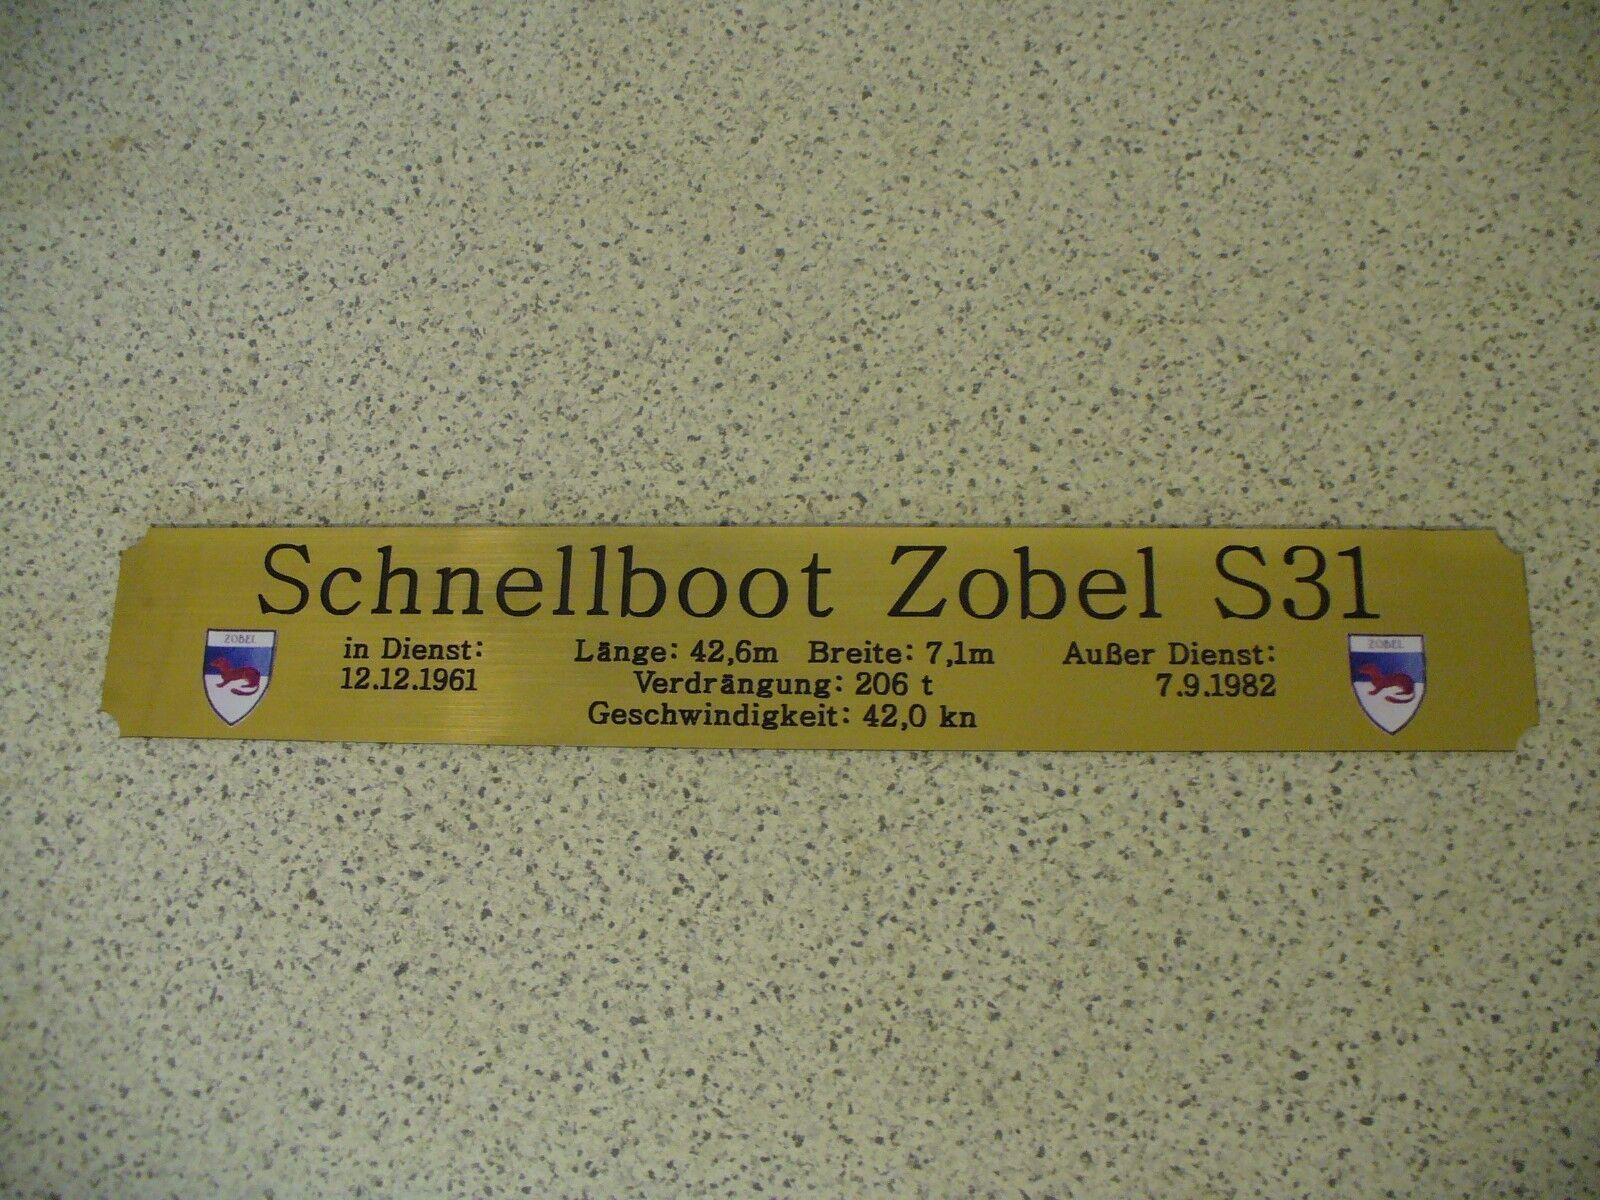 Schnellboot Zobel S31
ZOBEL
in Dienst:
12.12.1961
Länge: 42,6m Breite: 7,1m
Verdrängung: 206 t
Geschwindigkeit: 42,0 kn
Außer Dienst:
7.9.1982
ZOBEL